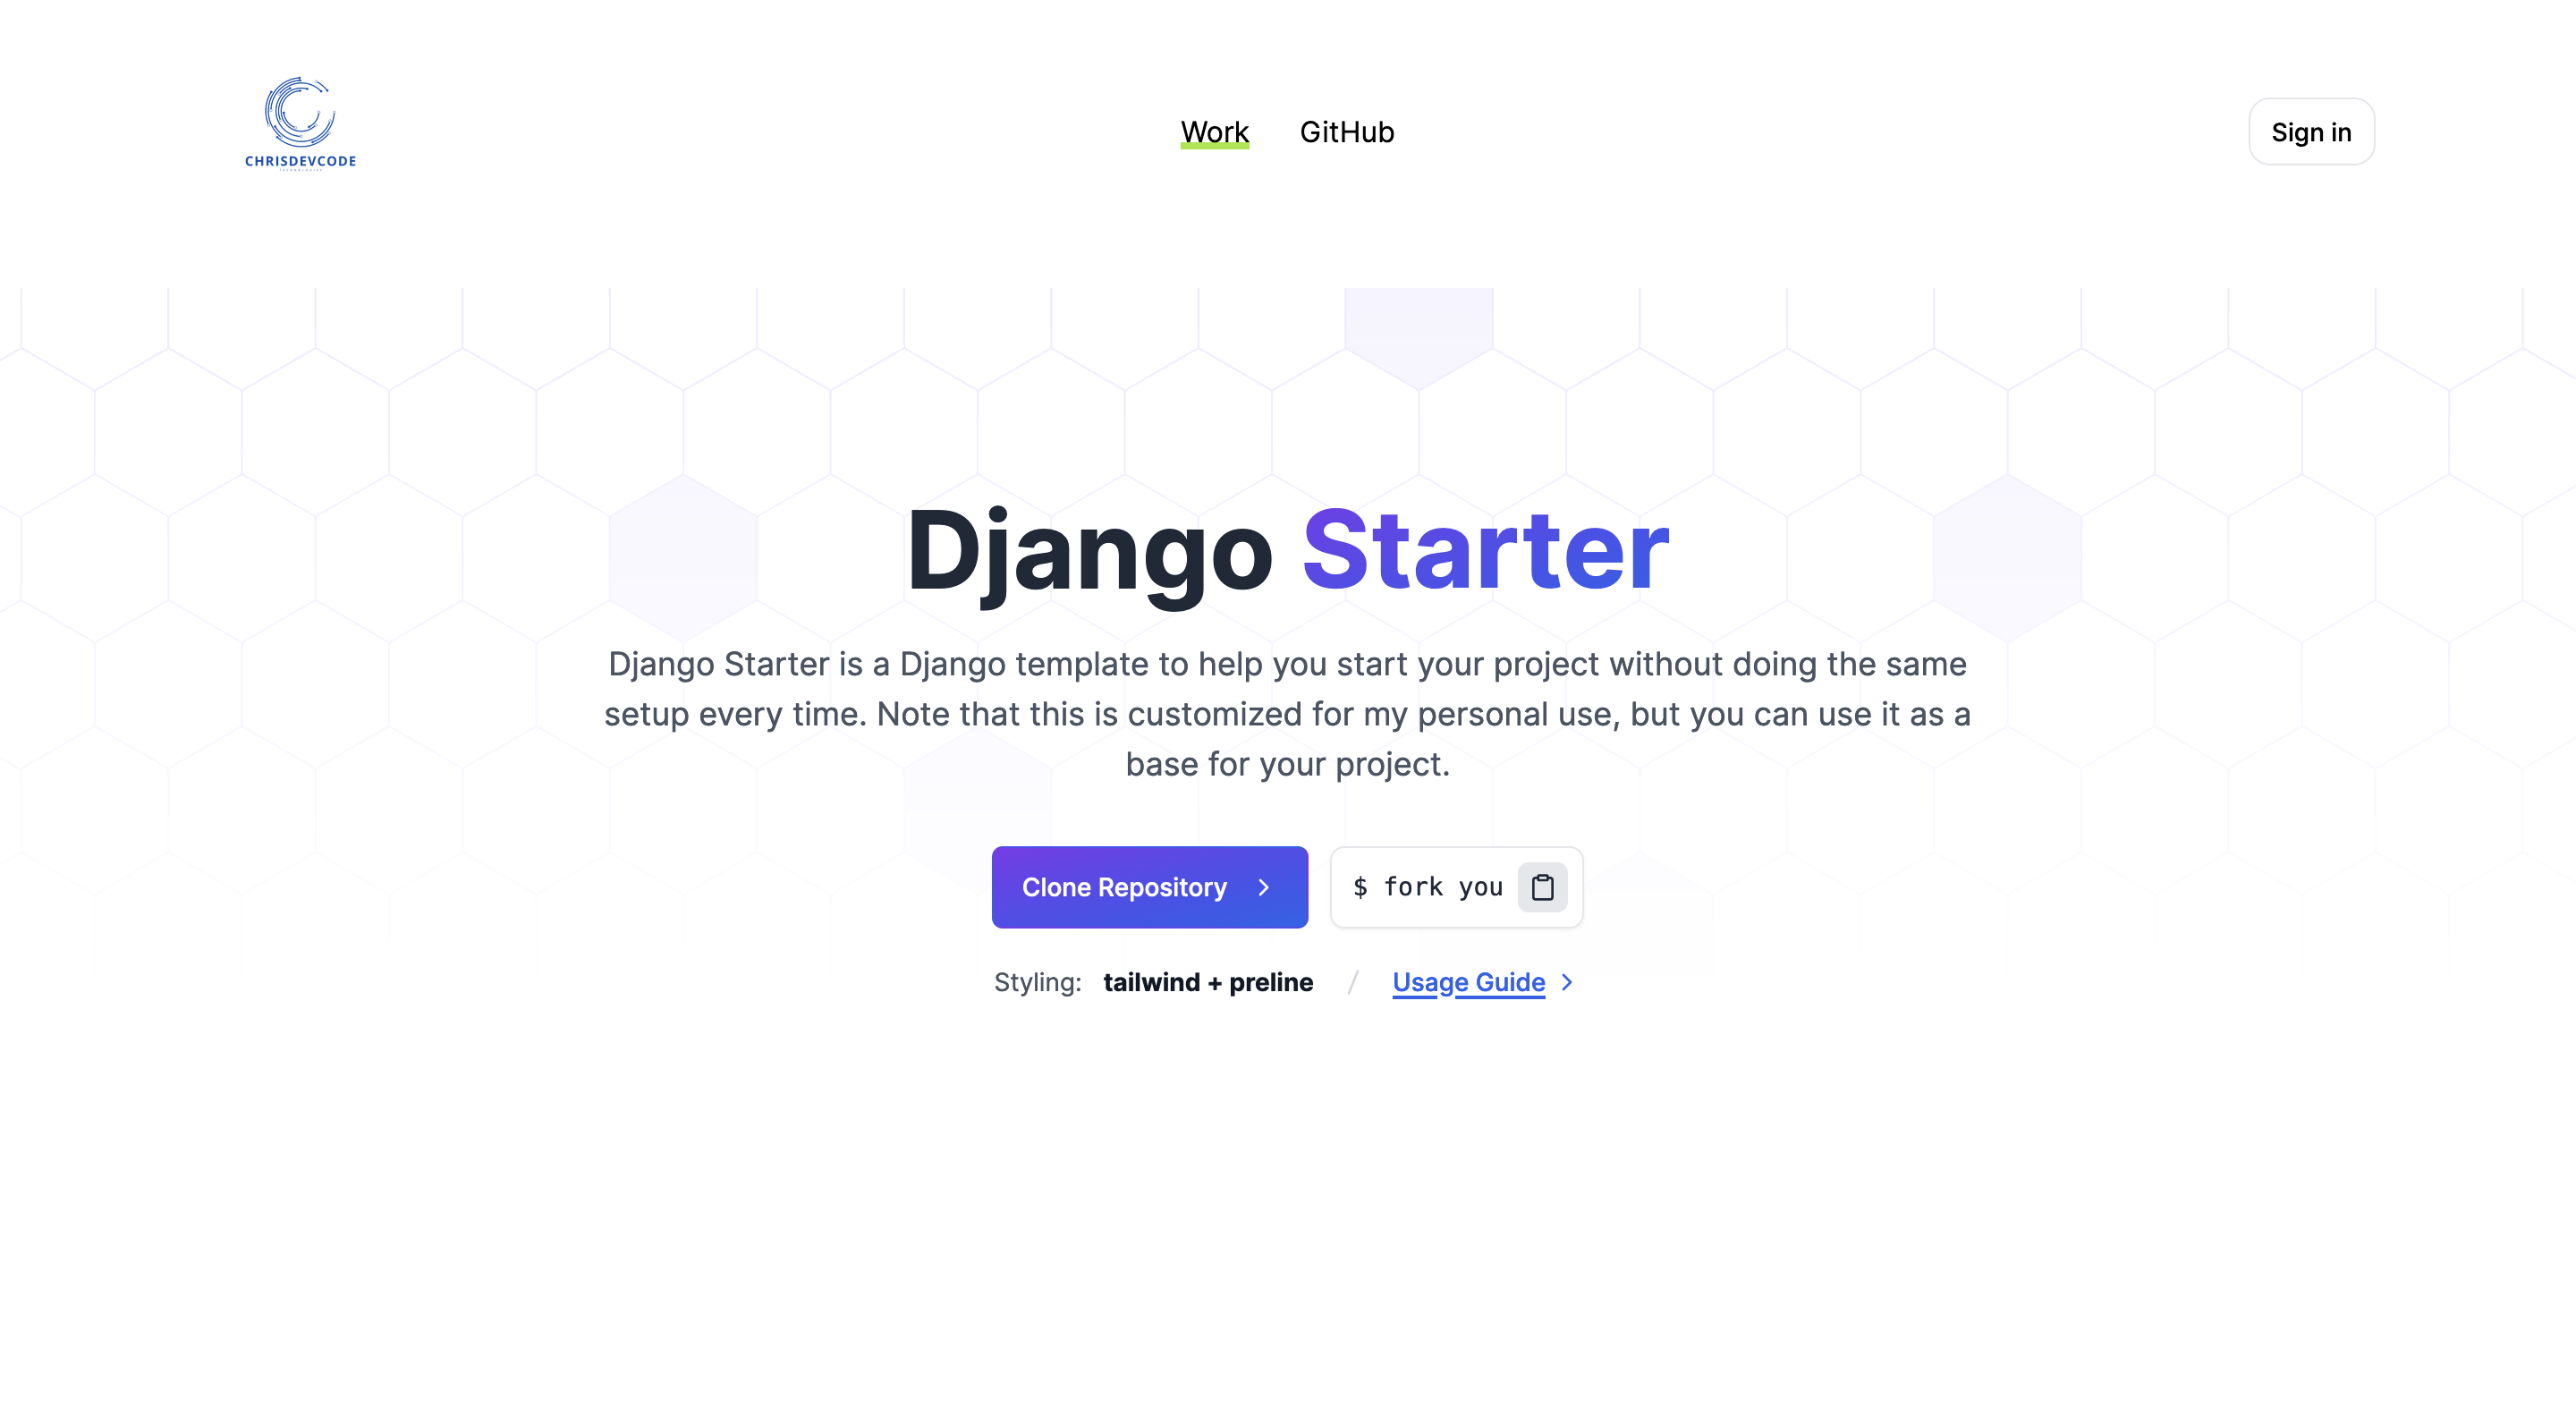 CHRISDEVCODE
TECHNOLOGIES
Work
GitHub
Sign in
Django Starter
Django Starter is a Django template to help you start your project without doing the same
setup every time. Note that this is customized for my personal use, but you can use it as a
base for your project.
Clone Repository
$ fork you
Styling: tailwind + preline / Usage Guide